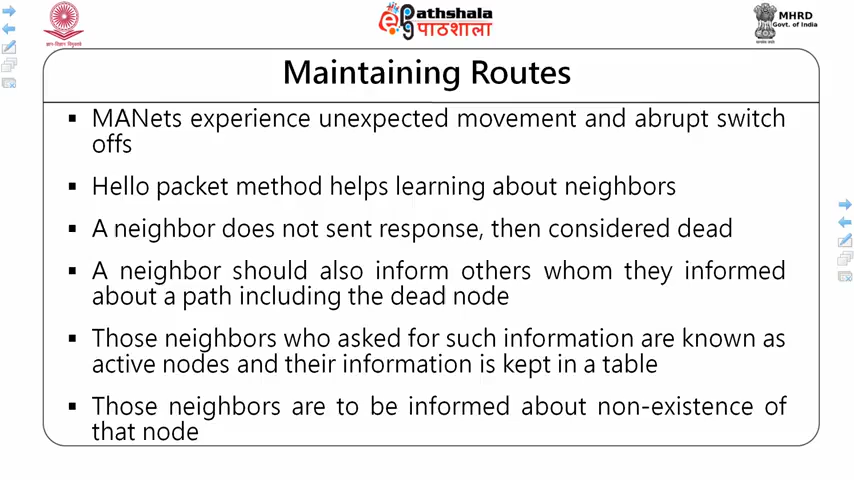 ePathshala
पाठशाला
MHRD
Govt. of India
Maintaining Routes
▪ MANets experience unexpected movement and abrupt switch
offs
▪ Hello packet method helps learning about neighbors
▪ A neighbor does not sent response, then considered dead
▪ A neighbor should also inform others whom they informed
about a path including the dead node
▪ Those neighbors who asked for such information are known as
active nodes and their information is kept in a table
▪ Those neighbors are to be informed about non-existence of
that node